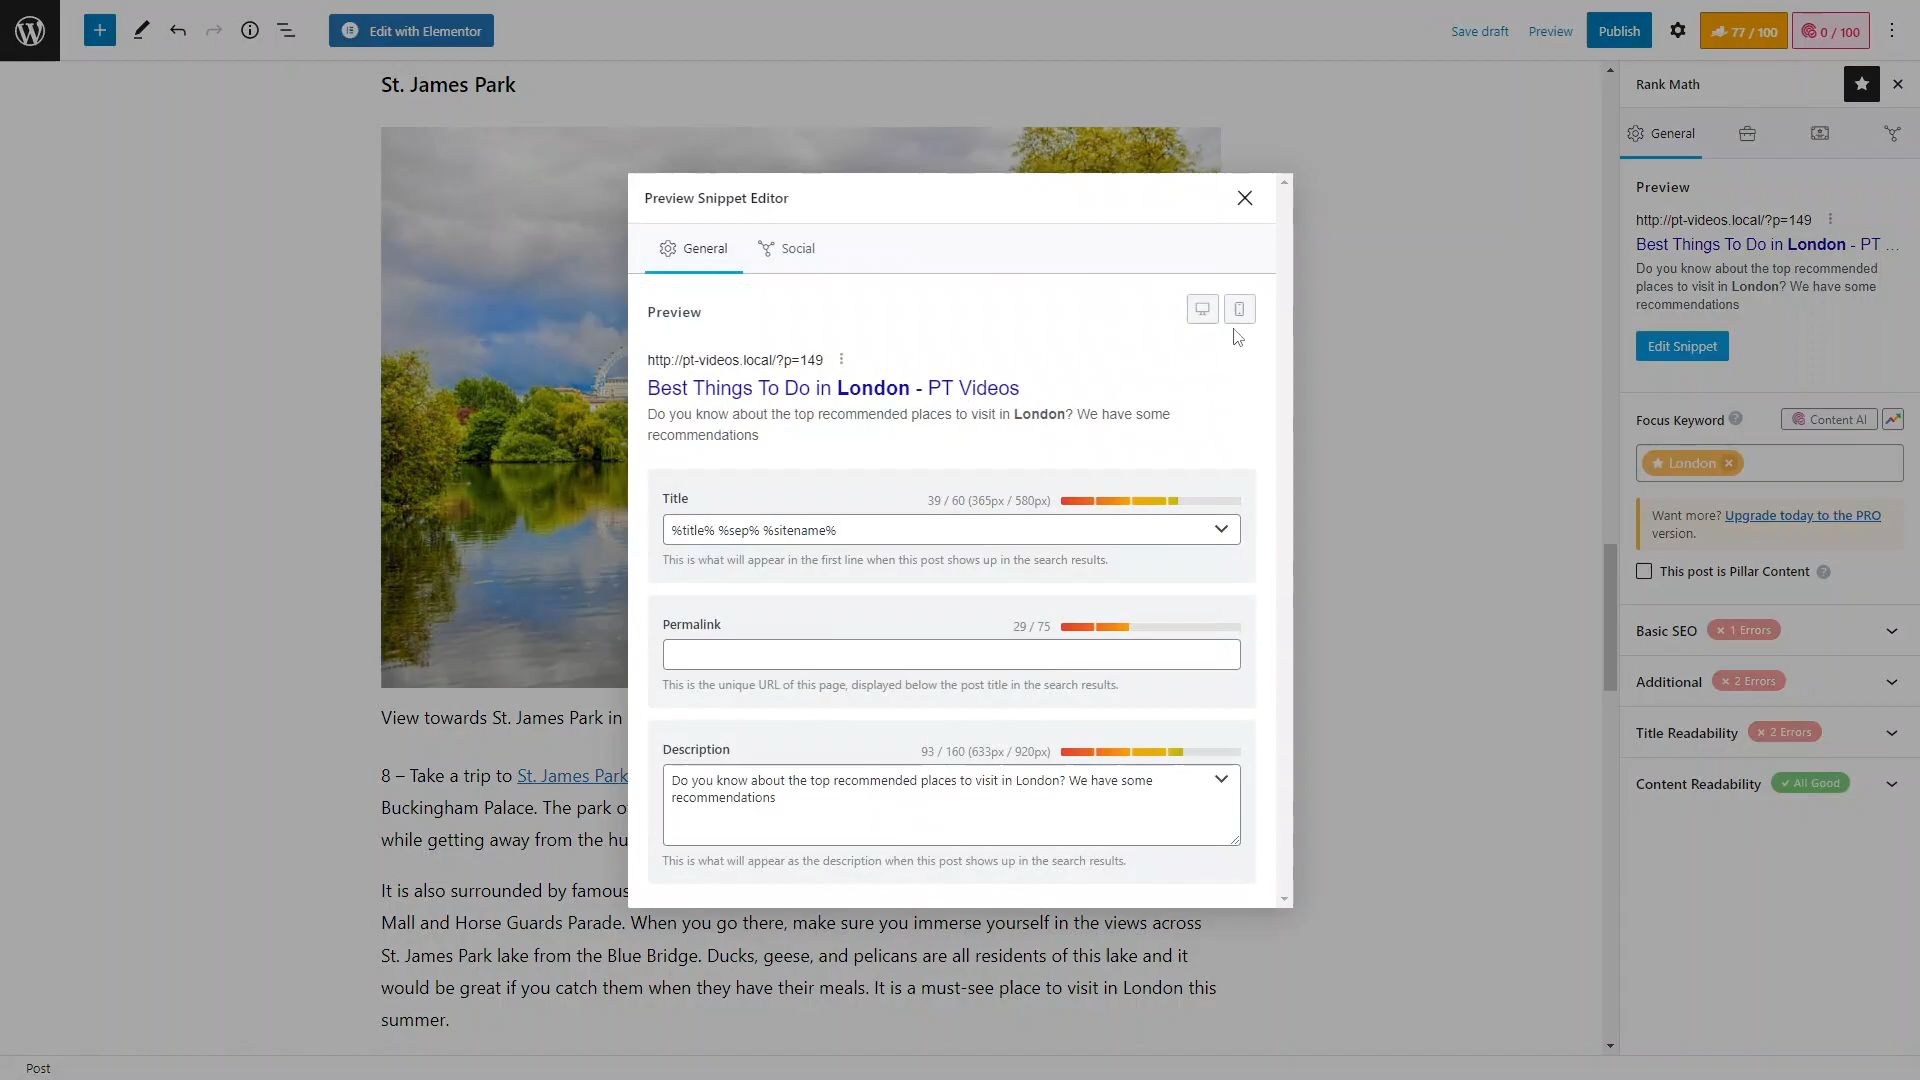 Edit with Elementor
Save draft
Preview
Publish
77 / 100
0 / 100
St. James Park
View towards St. James Park in
8 – Take a trip to St. James Park
Buckingham Palace. The park o
while getting away from the hu
It is also surrounded by famous
Mall and Horse Guards Parade. When you go there, make sure you immerse yourself in the views across
St. James Park lake from the Blue Bridge. Ducks, geese, and pelicans are all residents of this lake and it
would be great if you catch them when they have their meals. It is a must-see place to visit in London this
summer.
Post
Preview Snippet Editor
General
Social
Preview
http://pt-videos.local/?p=149
Best Things To Do in London - PT Videos
Do you know about the top recommended places to visit in London? We have some
recommendations
Title
39 / 60 (365px / 580px)
%title% %sep% %sitename%
This is what will appear in the first line when this post shows up in the search results.
Permalink
29 / 75
This is the unique URL of this page, displayed below the post title in the search results.
Description
93 / 160 (633px / 920px)
Do you know about the top recommended places to visit in London? We have some
recommendations
This is what will appear as the description when this post shows up in the search results.
Rank Math
General
Preview
http://pt-videos.local/?p=149
Best Things To Do in London - PT ...
Do you know about the top recommended
places to visit in London? We have some
recommendations
Edit Snippet
Focus Keyword
Content AI
London
Want more? Upgrade today to the PRO
version.
This post is Pillar Content
Basic SEO
1 Errors
Additional
2 Errors
Title Readability
2 Errors
Content Readability
All Good